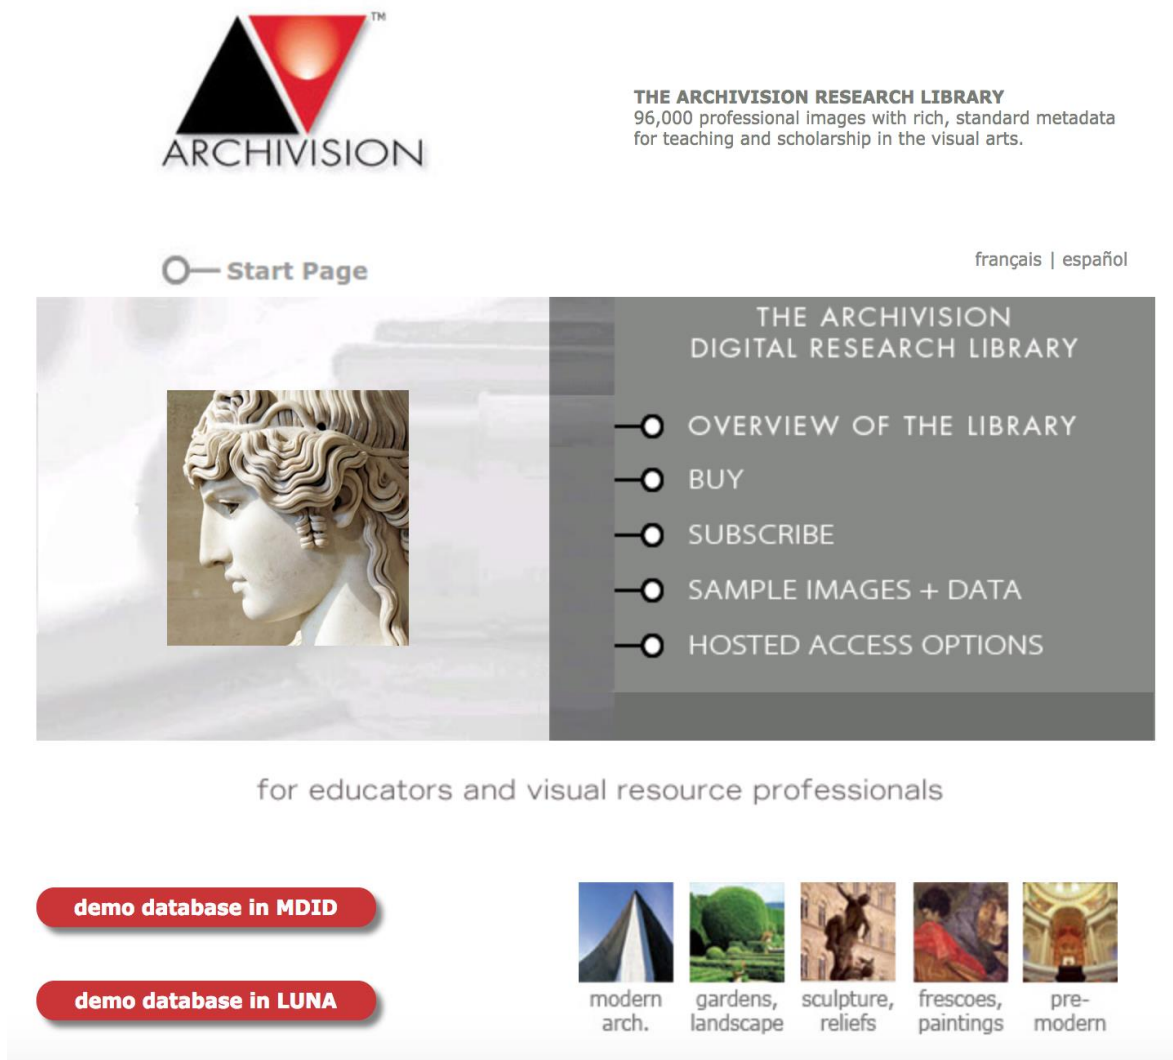 ™
ARCHIVISION
THE ARCHIVISION RESEARCH LIBRARY
96,000 professional images with rich, standard metadata
for teaching and scholarship in the visual arts.
Start Page
français | español
THE ARCHIVISION
DIGITAL RESEARCH LIBRARY
OVERVIEW OF THE LIBRARY
BUY
SUBSCRIBE
SAMPLE IMAGES + DATA
HOSTED ACCESS OPTIONS
for educators and visual resource professionals
demo database in MDID
demo database in LUNA
modern
arch.
gardens,
landscape
sculpture,
reliefs
frescoes,
paintings
pre-
modern